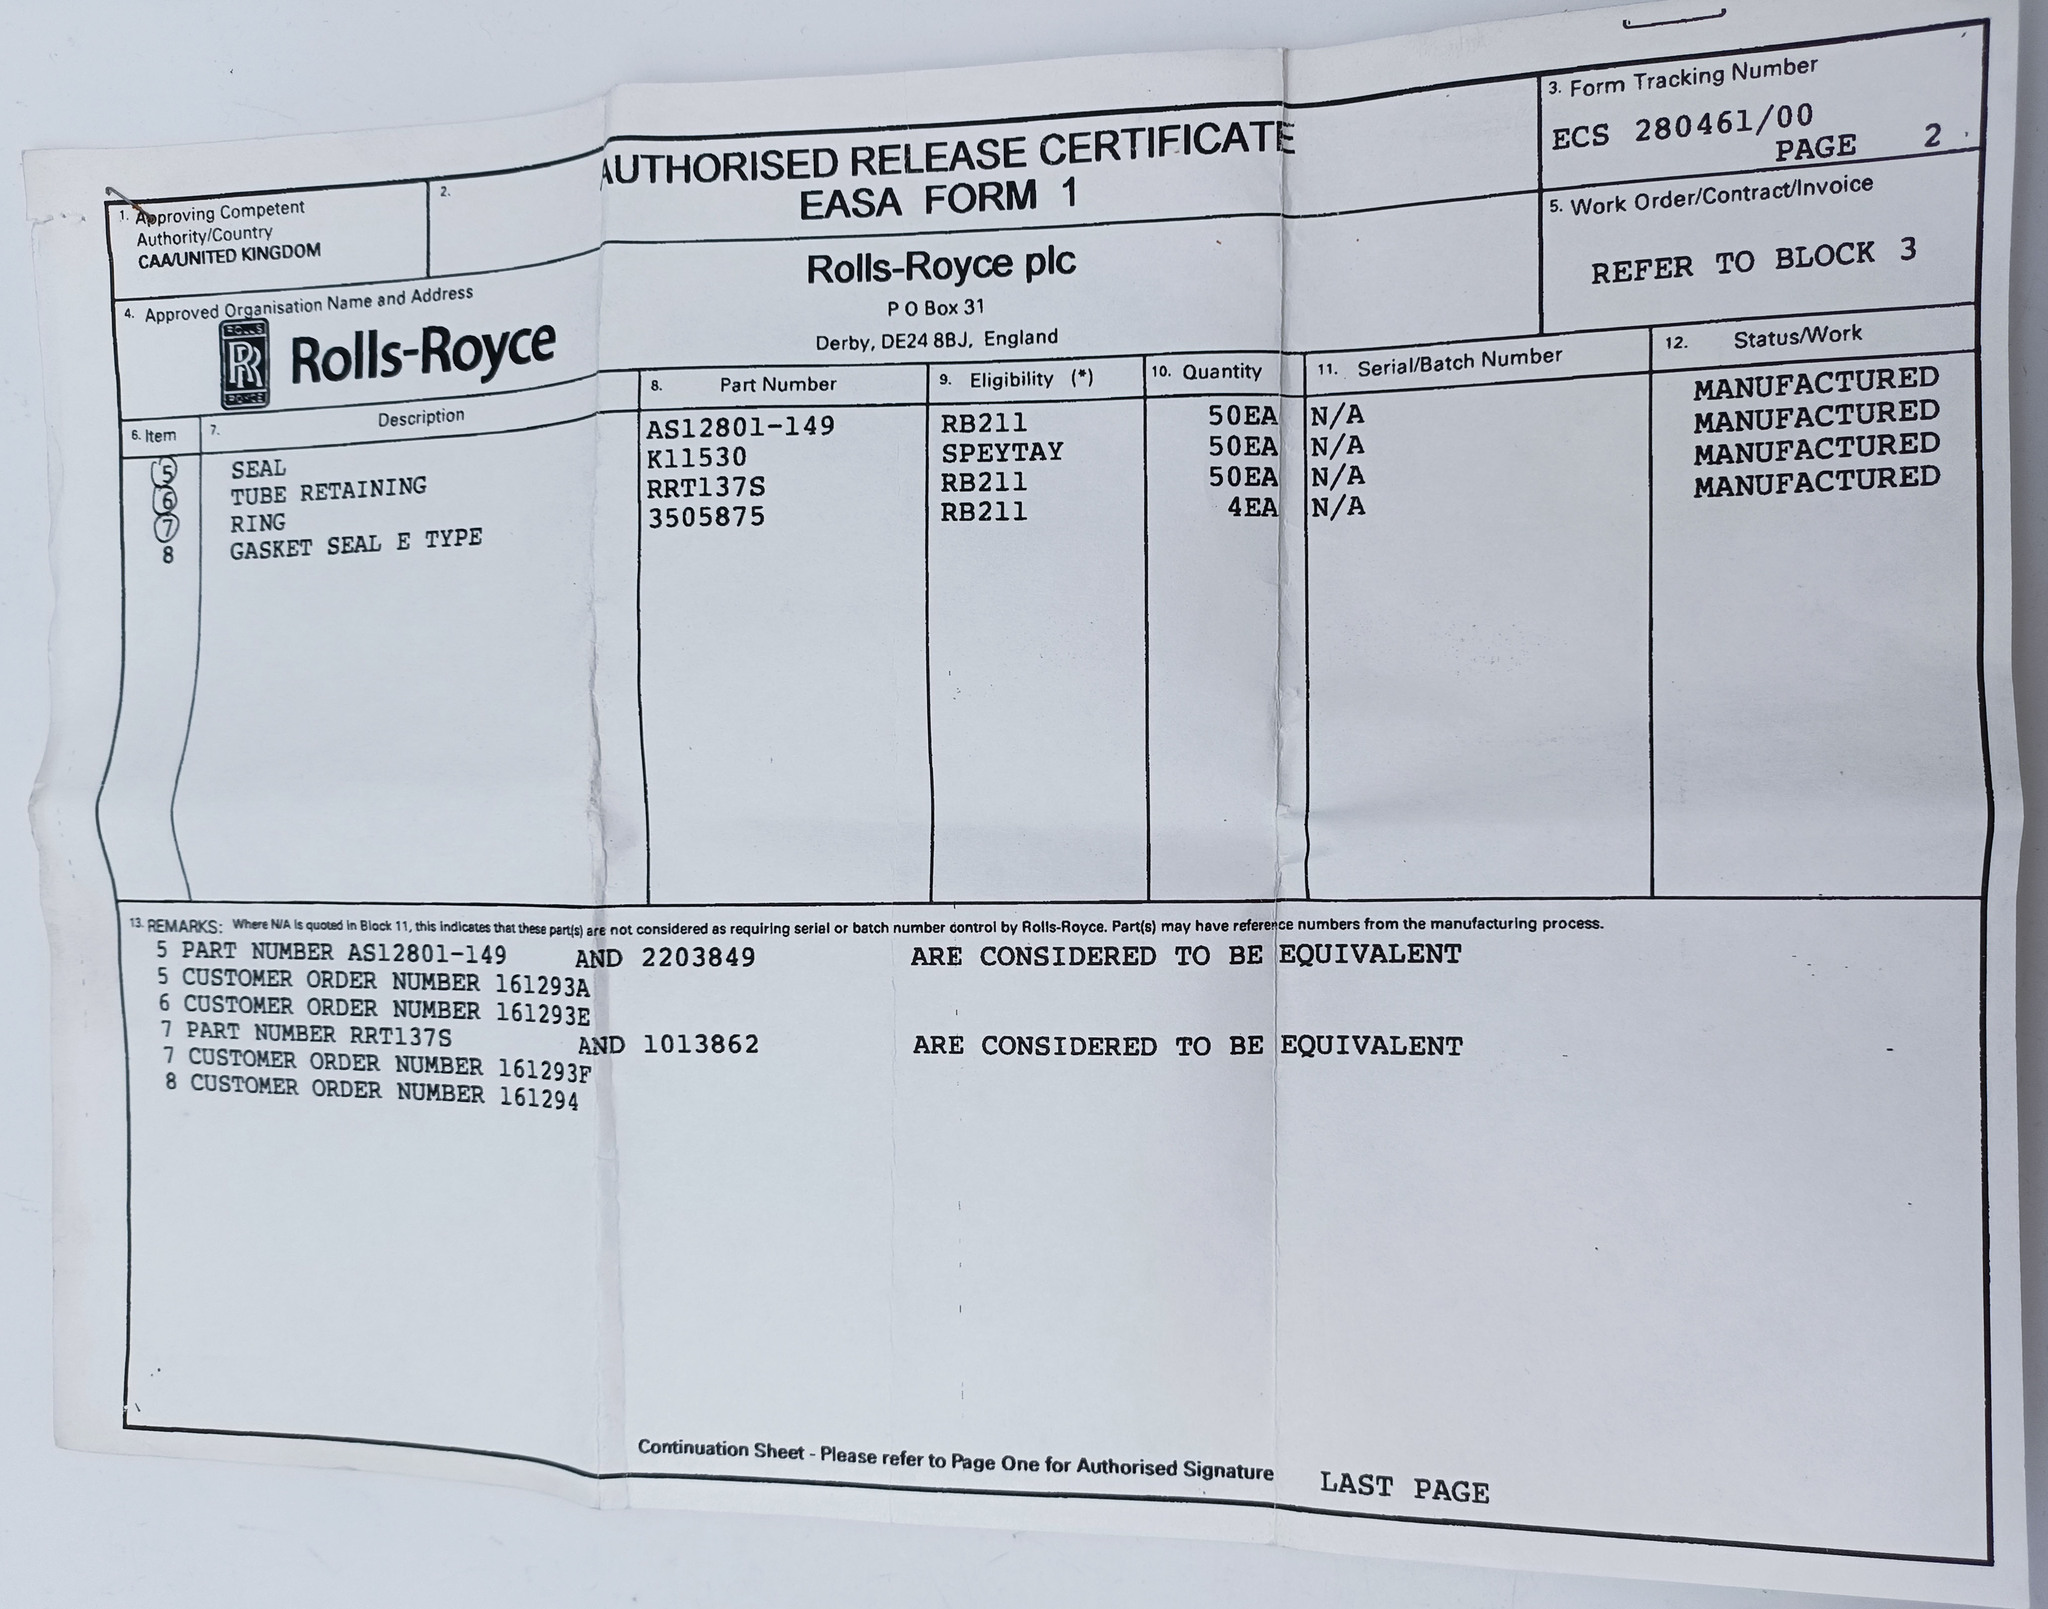 AUTHORISED RELEASE CERTIFICATE
EASA FORM 1
1. Approving Competent
Authority/Country
CAA/UNITED KINGDOM
2.
3. Form Tracking Number
ECS 280461/00
PAGE 2
4. Approved Organisation Name and Address
ROLLS
RR
ROYCE
Rolls-Royce
Rolls-Royce plc
P O Box 31
Derby, DE24 8BJ, England
5. Work Order/Contract/Invoice
REFER TO BLOCK 3
6. Item 7. Description 8. Part Number 9. Eligibility (*) 10. Quantity 11. Serial/Batch Number 12. Status/Work
5 SEAL AS12801-149 RB211 50EA N/A MANUFACTURED
6 TUBE RETAINING K11530 SPEYTAY 50EA N/A MANUFACTURED
7 RING RRT137S RB211 50EA N/A MANUFACTURED
8 GASKET SEAL E TYPE 3505875 RB211 4EA N/A MANUFACTURED
13. REMARKS: Where N/A is quoted in Block 11, this indicates that these part(s) are not considered as requiring serial or batch number control by Rolls-Royce. Part(s) may have reference numbers from the manufacturing process.
5 PART NUMBER AS12801-149 AND 2203849 ARE CONSIDERED TO BE EQUIVALENT
5 CUSTOMER ORDER NUMBER 161293A
6 CUSTOMER ORDER NUMBER 161293E
7 PART NUMBER RRT137S AND 1013862 ARE CONSIDERED TO BE EQUIVALENT
7 CUSTOMER ORDER NUMBER 161293F
8 CUSTOMER ORDER NUMBER 161294
Continuation Sheet - Please refer to Page One for Authorised Signature LAST PAGE